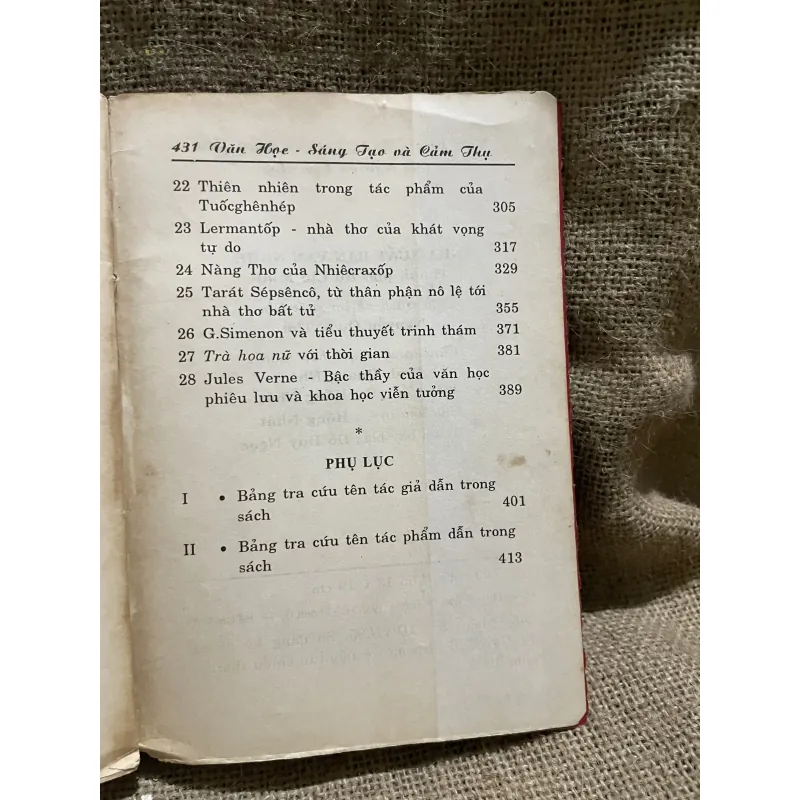 431 Văn Học - Sáng Tạo và Cảm Thụ
22 Thiên nhiên trong tác phẩm của
Tuốcghênhép 305
23 Lermantốp - nhà thơ của khát vọng
tự do 317
24 Nàng Thơ của Nhiêcraxốp 329
25 Tarát Sépsêncô, từ thân phận nô lệ tới
nhà thơ bất tử 355
26 G.Simenon và tiểu thuyết trinh thám 371
27 Trà hoa nữ với thời gian 381
28 Jules Verne - Bậc thầy của văn học
phiêu lưu và khoa học viễn tưởng 389
*
PHỤ LỤC
I • Bảng tra cứu tên tác giả dẫn trong
sách 401
II • Bảng tra cứu tên tác phẩm dẫn trong
sách 413